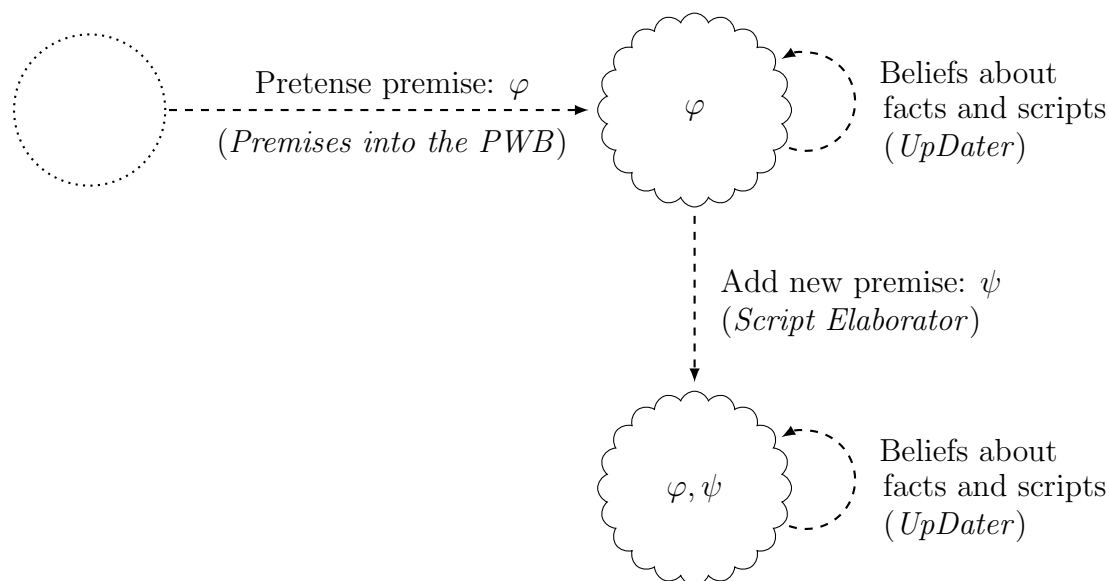 Pretense premise: φ
(Premises into the PWB)
φ
Beliefs about
facts and scripts
(UpDater)
Add new premise: ψ
(Script Elaborator)
φ, ψ
Beliefs about
facts and scripts
(UpDater)